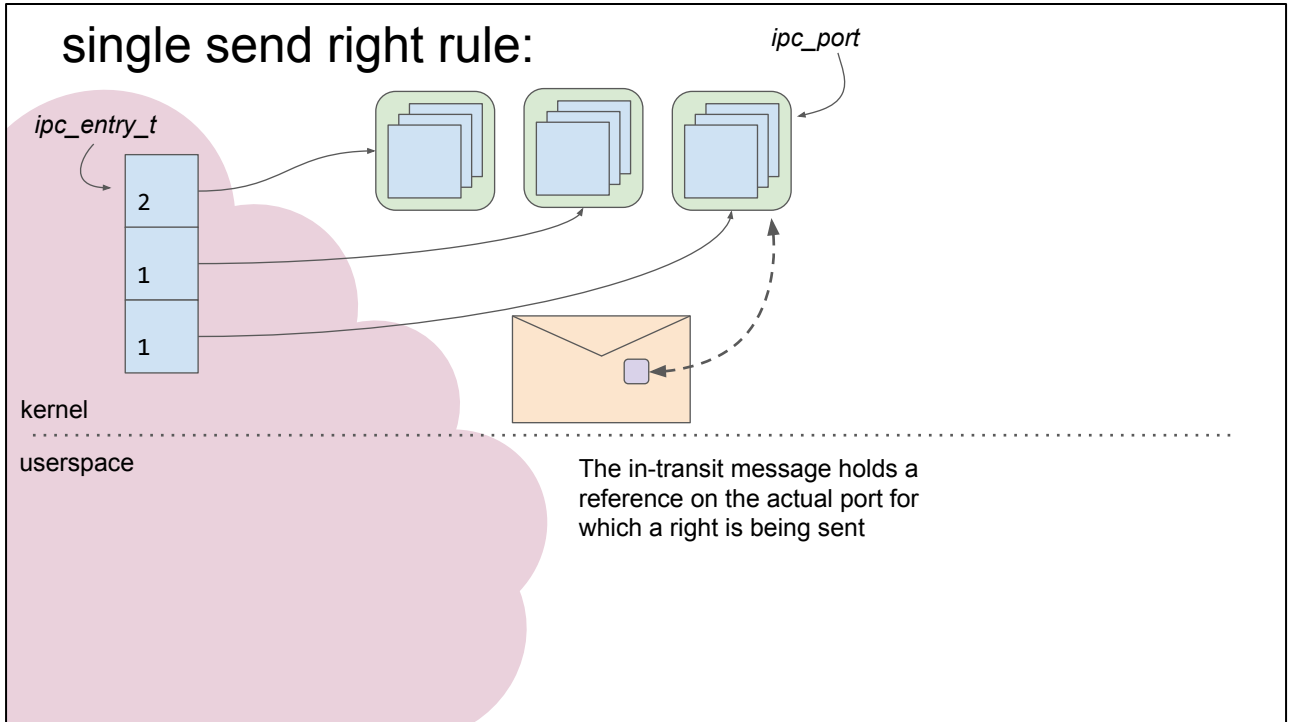 single send right rule:
ipc_port
ipc_entry_t
2
1
1
kernel
userspace
The in-transit message holds a
reference on the actual port for
which a right is being sent